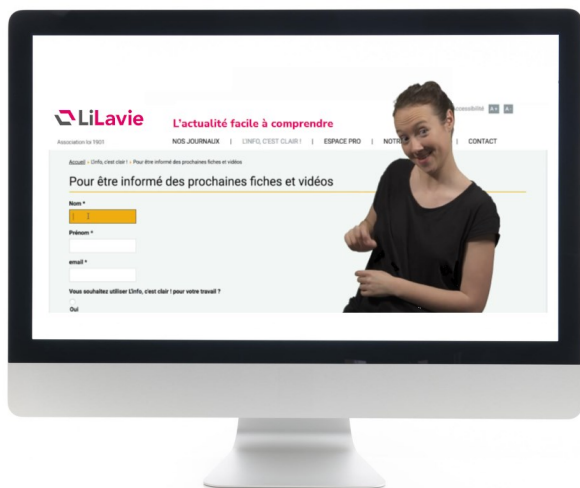 LiLavie
L'actualité facile à comprendre
A+ A-
Association loi 1901
NOS JOURNAUX | L'INFO, C'EST CLAIR ! | ESPACE PRO | NOTR | CONTACT
Accueil › L'info, c'est clair ! › Pour être informé des prochaines fiches et vidéos
Pour être informé des prochaines fiches et vidéos
Nom *
Prénom *
email *
Vous souhaitez utiliser L'info, c'est clair ! pour votre travail ?
Oui